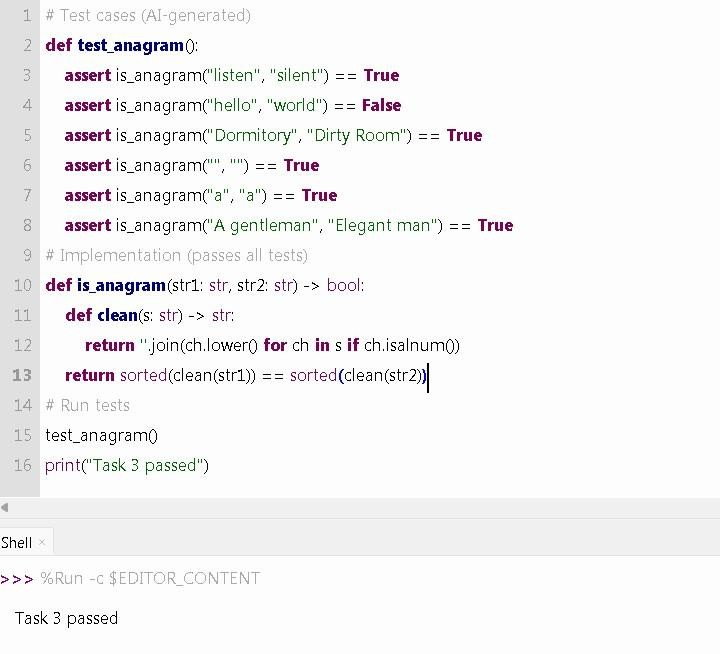 1 # Test cases (AI-generated)
2 def test_anagram():
3 assert is_anagram("listen", "silent") == True
4 assert is_anagram("hello", "world") == False
5 assert is_anagram("Dormitory", "Dirty Room") == True
6 assert is_anagram("", "") == True
7 assert is_anagram("a", "a") == True
8 assert is_anagram("A gentleman", "Elegant man") == True
9 # Implementation (passes all tests)
10 def is_anagram(str1: str, str2: str) -> bool:
11 def clean(s: str) -> str:
12 return ''.join(ch.lower() for ch in s if ch.isalnum())
13 return sorted(clean(str1)) == sorted(clean(str2))
14 # Run tests
15 test_anagram()
16 print("Task 3 passed")
Shell ×
>>> %Run -c $EDITOR_CONTENT
Task 3 passed